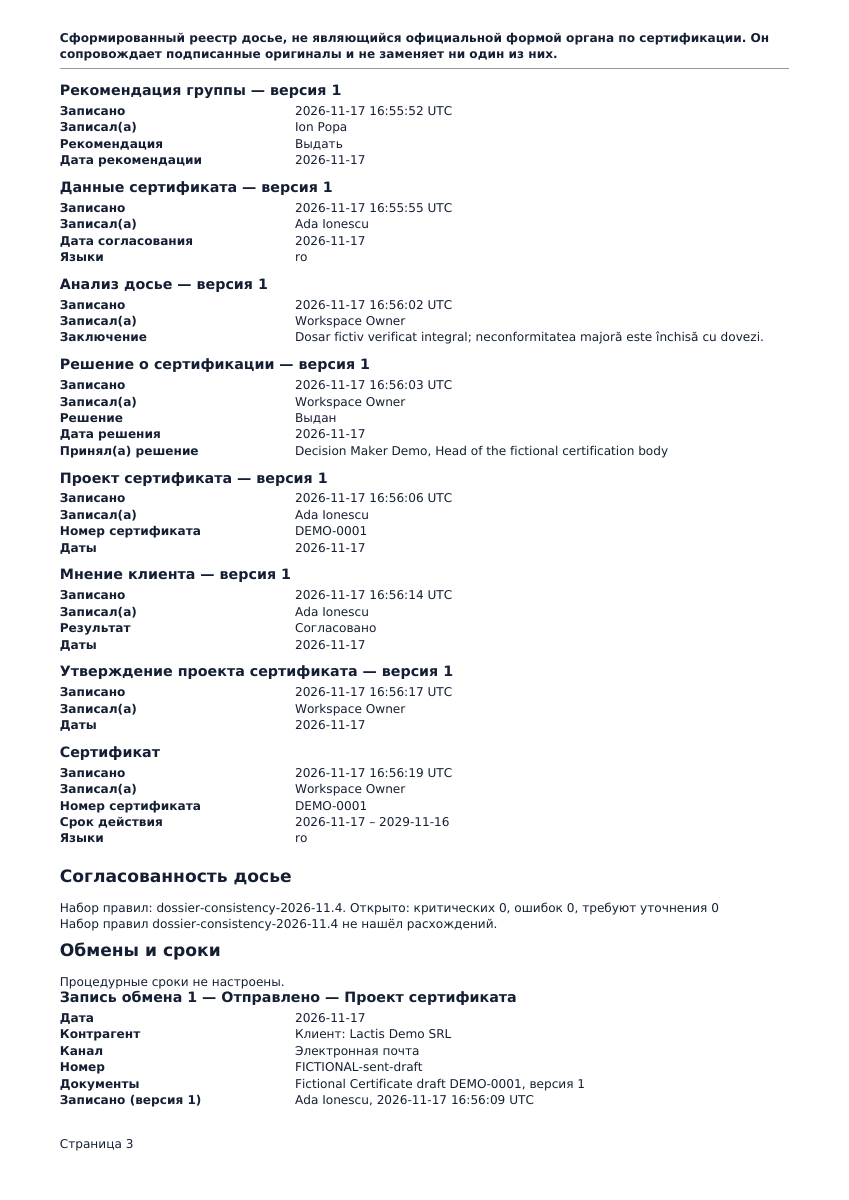 Сформированный реестр досье, не являющийся официальной формой органа по сертификации. Он
сопровождает подписанные оригиналы и не заменяет ни один из них.
Рекомендация группы — версия 1
Записано 2026-11-17 16:55:52 UTC
Записал(а) Ion Popa
Рекомендация Выдать
Дата рекомендации 2026-11-17
Данные сертификата — версия 1
Записано 2026-11-17 16:55:55 UTC
Записал(а) Ada Ionescu
Дата согласования 2026-11-17
Языки ro
Анализ досье — версия 1
Записано 2026-11-17 16:56:02 UTC
Записал(а) Workspace Owner
Заключение Dosar fictiv verificat integral; neconformitatea majoră este închisă cu dovezi.
Решение о сертификации — версия 1
Записано 2026-11-17 16:56:03 UTC
Записал(а) Workspace Owner
Решение Выдан
Дата решения 2026-11-17
Принял(а) решение Decision Maker Demo, Head of the fictional certification body
Проект сертификата — версия 1
Записано 2026-11-17 16:56:06 UTC
Записал(а) Ada Ionescu
Номер сертификата DEMO-0001
Даты 2026-11-17
Мнение клиента — версия 1
Записано 2026-11-17 16:56:14 UTC
Записал(а) Ada Ionescu
Результат Согласовано
Даты 2026-11-17
Утверждение проекта сертификата — версия 1
Записано 2026-11-17 16:56:17 UTC
Записал(а) Workspace Owner
Даты 2026-11-17
Сертификат
Записано 2026-11-17 16:56:19 UTC
Записал(а) Workspace Owner
Номер сертификата DEMO-0001
Срок действия 2026-11-17 – 2029-11-16
Языки ro
Согласованность досье
Набор правил: dossier-consistency-2026-11.4. Открыто: критических 0, ошибок 0, требуют уточнения 0
Набор правил dossier-consistency-2026-11.4 не нашёл расхождений.
Обмены и сроки
Процедурные сроки не настроены.
Запись обмена 1 — Отправлено — Проект сертификата
Дата 2026-11-17
Контрагент Клиент: Lactis Demo SRL
Канал Электронная почта
Номер FICTIONAL-sent-draft
Документы Fictional Certificate draft DEMO-0001, версия 1
Записано (версия 1) Ada Ionescu, 2026-11-17 16:56:09 UTC
Страница 3